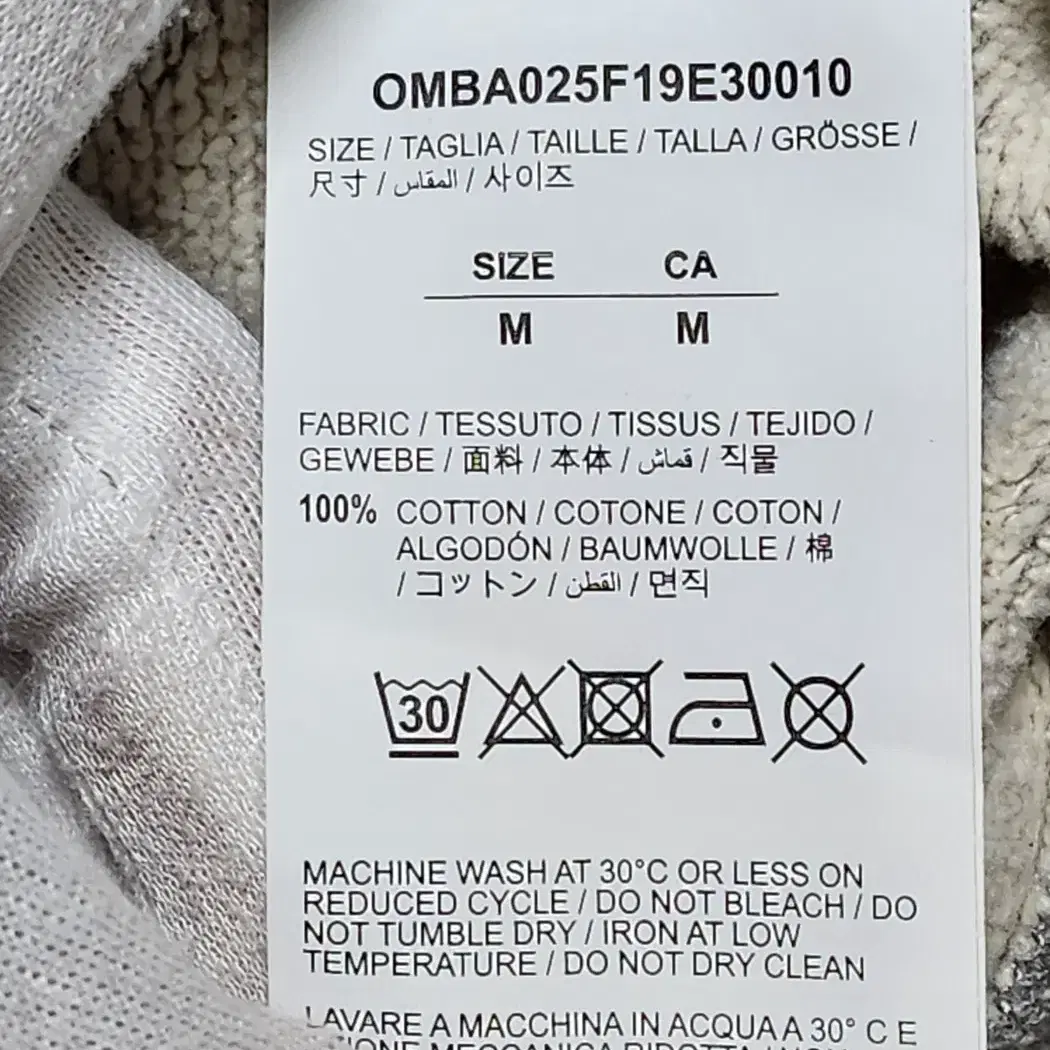 OMBA025F19E30010
SIZE / TAGLIA / TAILLE / TALLA / GRÖSSE /
尺寸 / المقاس / 사이즈
SIZE CA
M M
FABRIC / TESSUTO / TISSUS / TEJIDO /
GEWEBE / 面料 / 本体 / قماش / 직물
100% COTTON / COTONE / COTON /
ALGODÓN / BAUMWOLLE / 棉
/ コットン / القطن / 면직
30
MACHINE WASH AT 30°C OR LESS ON
REDUCED CYCLE / DO NOT BLEACH / DO
NOT TUMBLE DRY / IRON AT LOW
TEMPERATURE / DO NOT DRY CLEAN
LAVARE A MACCHINA IN ACQUA A 30° C E
MECCANICA RIDOTTA